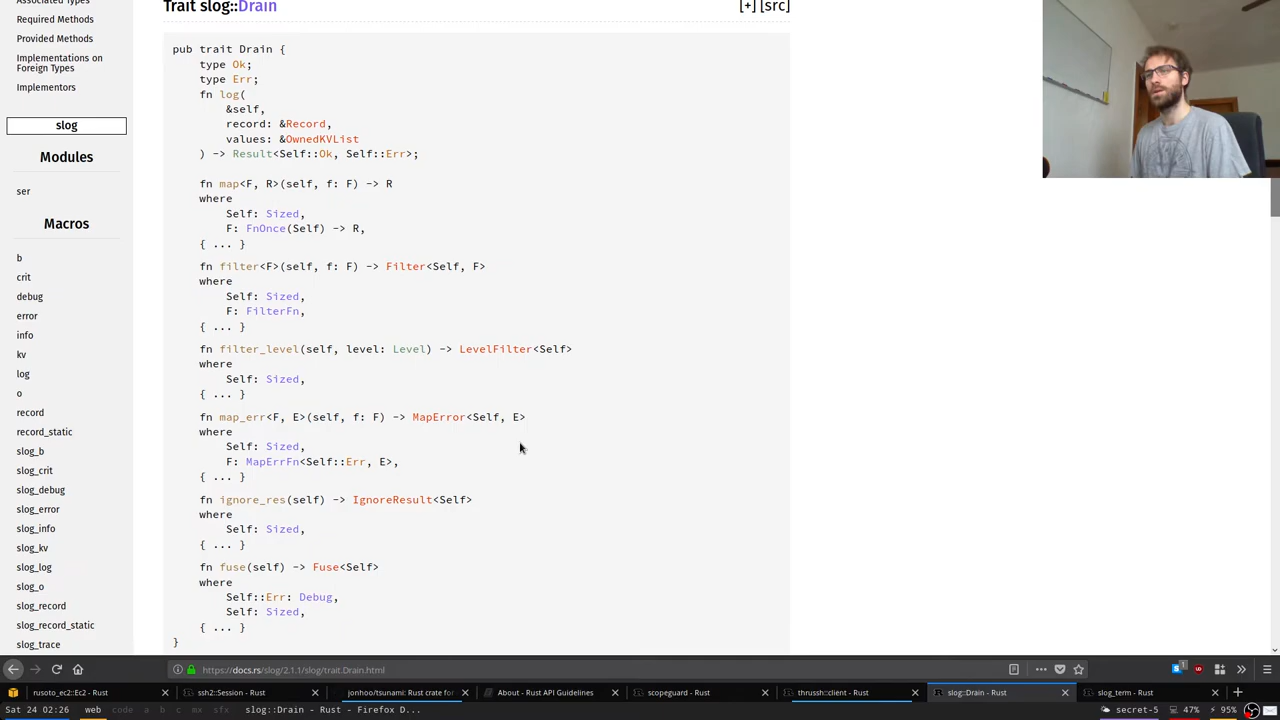 Associated Types
Required Methods
Provided Methods
Implementations on
Foreign Types
Implementors
slog
Modules
ser
Macros
b
crit
debug
error
info
kv
log
o
record
record_static
slog_b
slog_crit
slog_debug
slog_error
slog_info
slog_kv
slog_log
slog_o
slog_record
slog_record_static
slog_trace
Trait slog::Drain
[+] [src]
pub trait Drain {
type Ok;
type Err;
fn log(
&self,
record: &Record,
values: &OwnedKVList
) -> Result<Self::Ok, Self::Err>;
fn map<F, R>(self, f: F) -> R
where
Self: Sized,
F: FnOnce(Self) -> R,
{ ... }
fn filter<F>(self, f: F) -> Filter<Self, F>
where
Self: Sized,
F: FilterFn,
{ ... }
fn filter_level(self, level: Level) -> LevelFilter<Self>
where
Self: Sized,
{ ... }
fn map_err<F, E>(self, f: F) -> MapError<Self, E>
where
Self: Sized,
F: MapErrFn<Self::Err, E>,
{ ... }
fn ignore_res(self) -> IgnoreResult<Self>
where
Self: Sized,
{ ... }
fn fuse(self) -> Fuse<Self>
where
Self::Err: Debug,
Self: Sized,
{ ... }
}
https://docs.rs/slog/2.1.1/slog/trait.Drain.html
rusoto_ec2::Ec2 - Rust
ssh2::Session - Rust
jonhoo/tsunami: Rust crate for
About - Rust API Guidelines
scopeguard - Rust
thrussh::client - Rust
slog::Drain - Rust
slog_term - Rust
Sat 24 02:26 web code a b c mx sfx slog::Drain - Rust - Firefox D...
secret-5 47% 95%